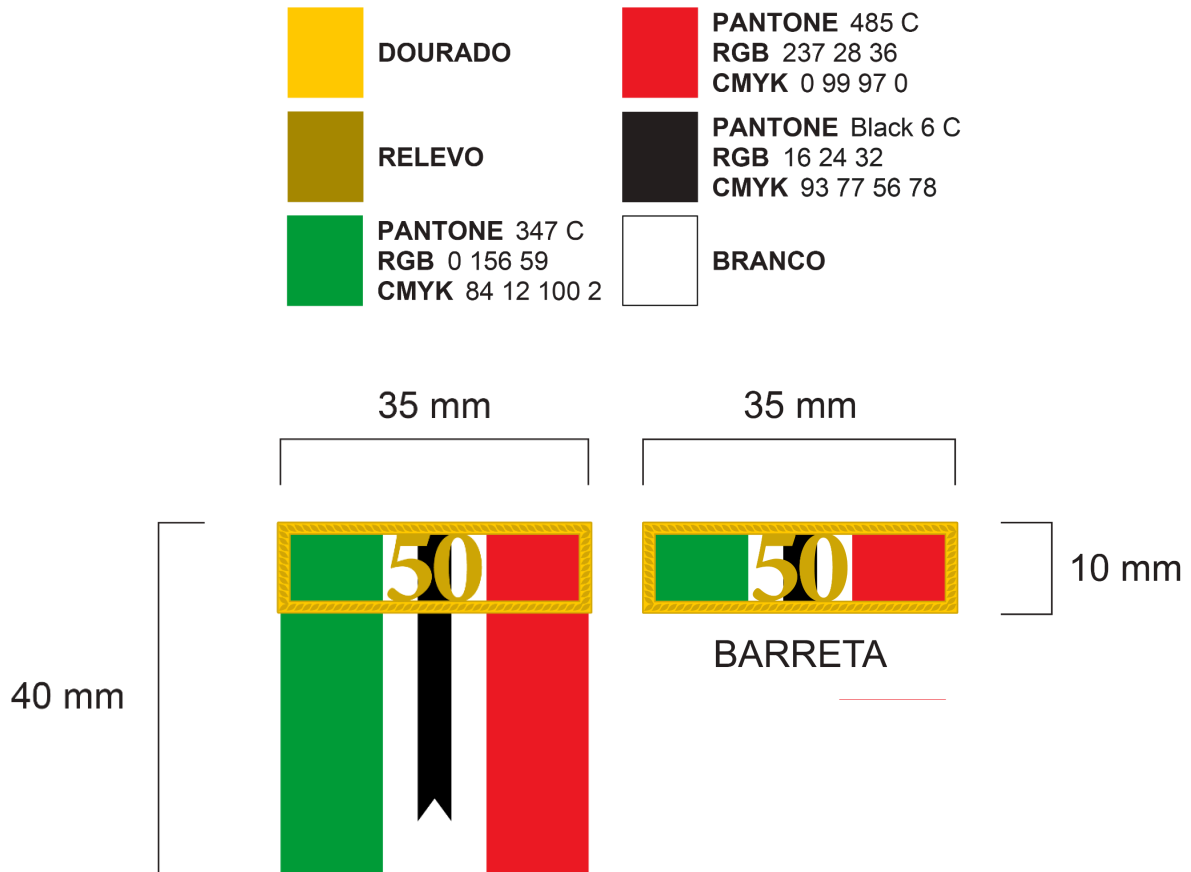 DOURADO
RELEVO
PANTONE 347 C
RGB 0 156 59
CMYK 84 12 100 2
PANTONE 485 C
RGB 237 28 36
CMYK 0 99 97 0
PANTONE Black 6 C
RGB 16 24 32
CMYK 93 77 56 78
BRANCO
35 mm
35 mm
50
50
10 mm
BARRETA
40 mm